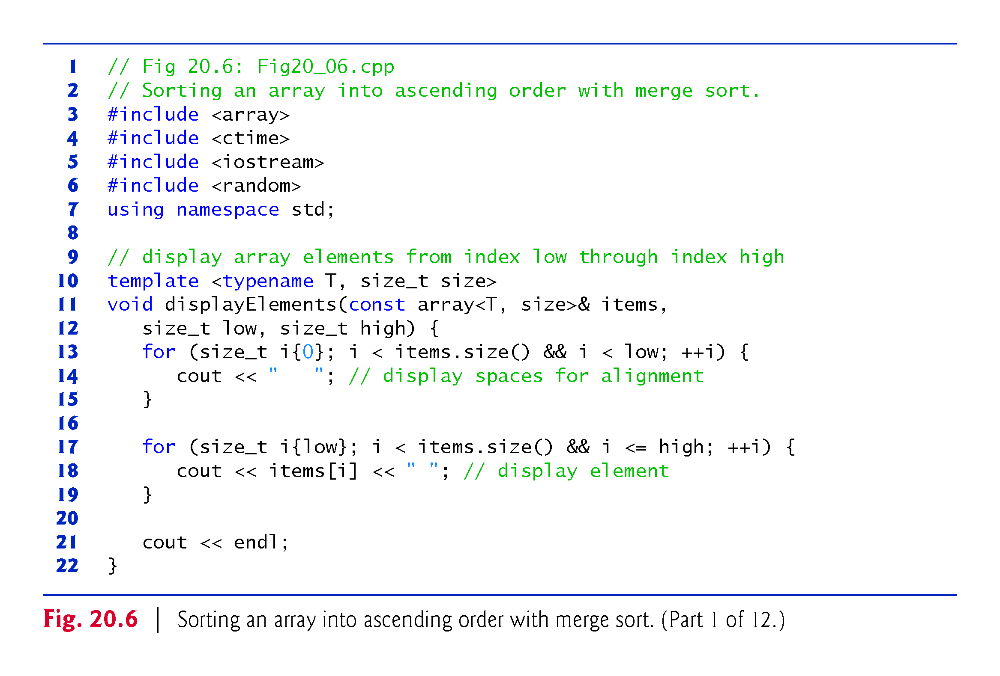 1 // Fig 20.6: Fig20_06.cpp
2 // Sorting an array into ascending order with merge sort.
3 #include <array>
4 #include <ctime>
5 #include <iostream>
6 #include <random>
7 using namespace std;
8
9 // display array elements from index low through index high
10 template <typename T, size_t size>
11 void displayElements(const array<T, size>& items,
12    size_t low, size_t high) {
13    for (size_t i{0}; i < items.size() && i < low; ++i) {
14       cout << "   "; // display spaces for alignment
15    }
16
17    for (size_t i{low}; i < items.size() && i <= high; ++i) {
18       cout << items[i] << " "; // display element
19    }
20
21    cout << endl;
22 }
Fig. 20.6 | Sorting an array into ascending order with merge sort. (Part 1 of 12.)